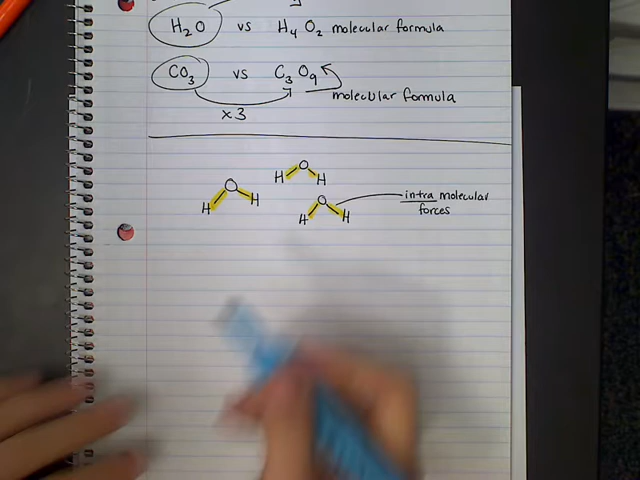 H2O vs H4O2 molecular formula
CO3 vs C3O9
molecular formula
x3
O
H H
O
H H
O
H H
intra molecular
forces